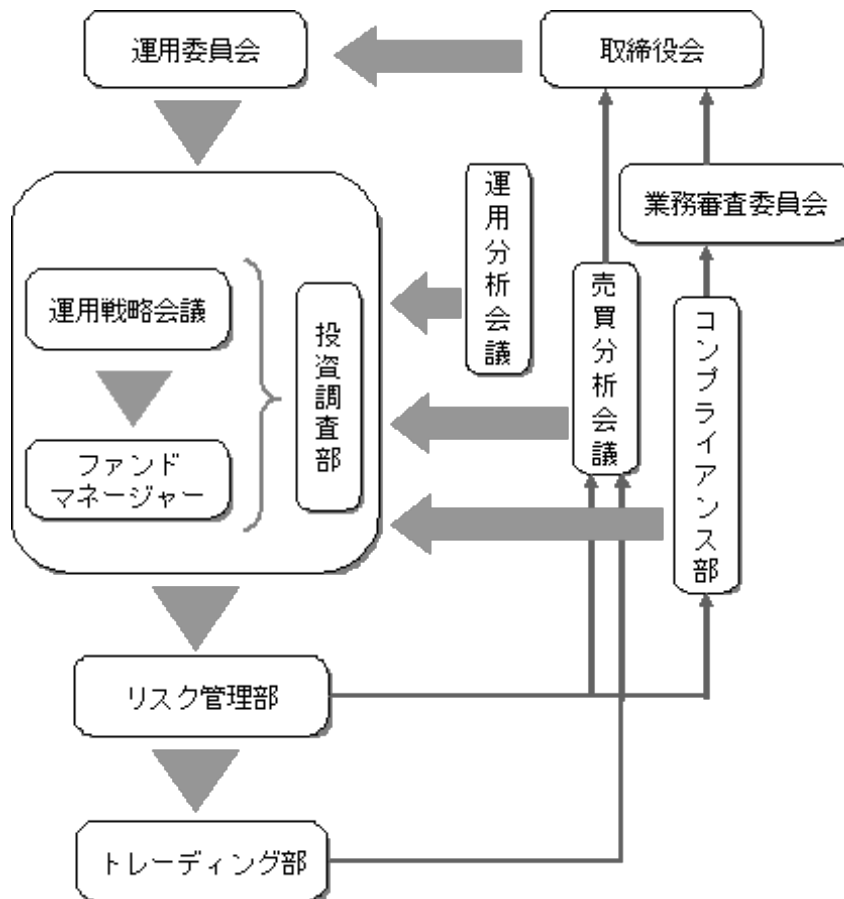 運用委員会
取締役会
運用分析会議
業務審査委員会
運用戦略会議
投資調査部
売買分析会議
コンプライアンス部
ファンド
マネージャー
リスク管理部
トレーディング部